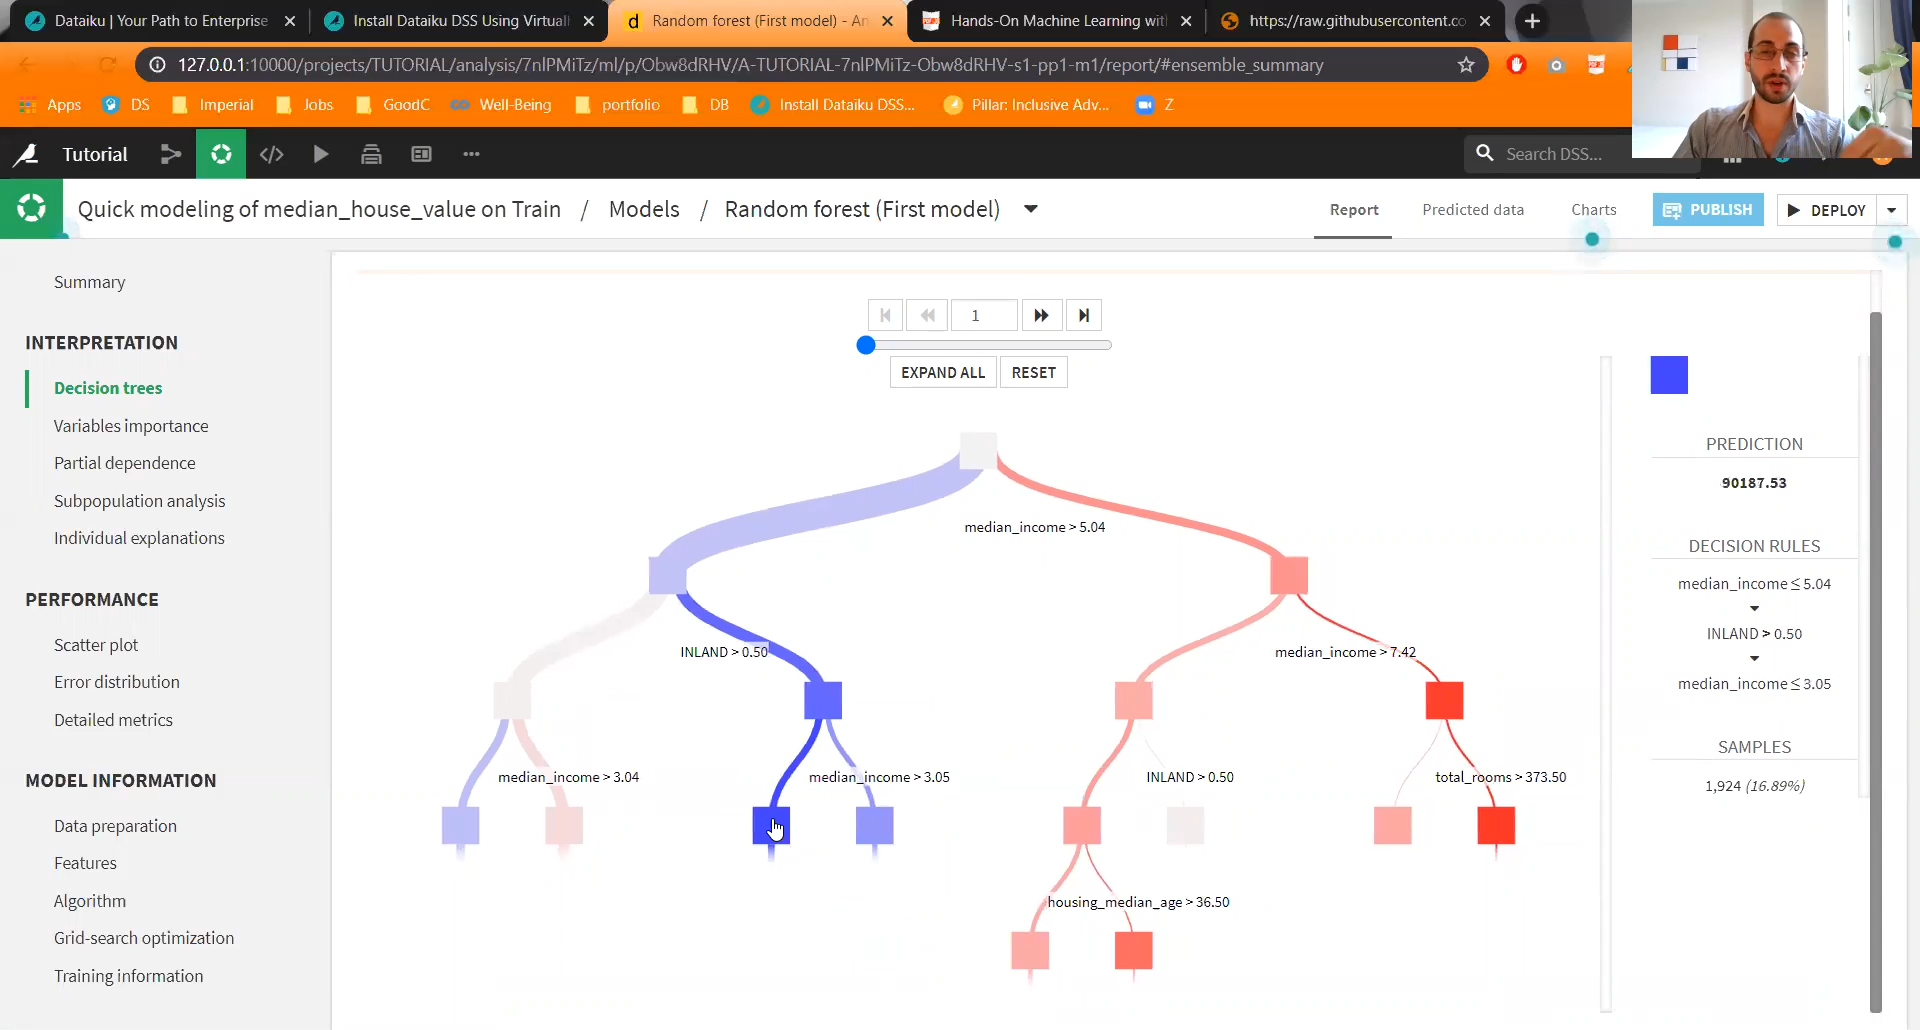 Dataiku | Your Path to Enterprise
Install Dataiku DSS Using Virtuall
Random forest (First model) - An
Hands-On Machine Learning with
https://raw.githubusercontent.co
127.0.0.1:10000/projects/TUTORIAL/analysis/7nlPMiTz/ml/p/Obw8dRHV/A-TUTORIAL-7nlPMiTz-Obw8dRHV-s1-pp1-m1/report/#ensemble_summary
Apps
DS
Imperial
Jobs
GoodC
Well-Being
portfolio
DB
Install Dataiku DSS...
Pillar: Inclusive Adv...
Z
Tutorial
Search DSS...
Quick modeling of median_house_value on Train / Models / Random forest (First model)
Report
Predicted data
Charts
PUBLISH
DEPLOY
Summary
INTERPRETATION
Decision trees
Variables importance
Partial dependence
Subpopulation analysis
Individual explanations
PERFORMANCE
Scatter plot
Error distribution
Detailed metrics
MODEL INFORMATION
Data preparation
Features
Algorithm
Grid-search optimization
Training information
1
EXPAND ALL
RESET
median_income > 5.04
INLAND > 0.50
median_income > 7.42
median_income > 3.04
median_income > 3.05
INLAND > 0.50
total_rooms > 373.50
housing_median_age > 36.50
PREDICTION
90187.53
DECISION RULES
median_income ≤ 5.04
INLAND > 0.50
median_income ≤ 3.05
SAMPLES
1,924 (16.89%)